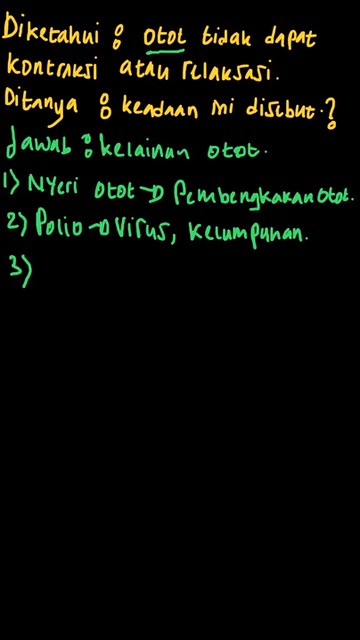 Diketahui : otot tidak dapat
kontraksi atau relaksasi.
Ditanya : keadaan ini disebut.?
Jawab : kelainan otot.
1) Nyeri otot → Pembengkakan otot.
2) Polio → Virus, kelumpuhan.
3)